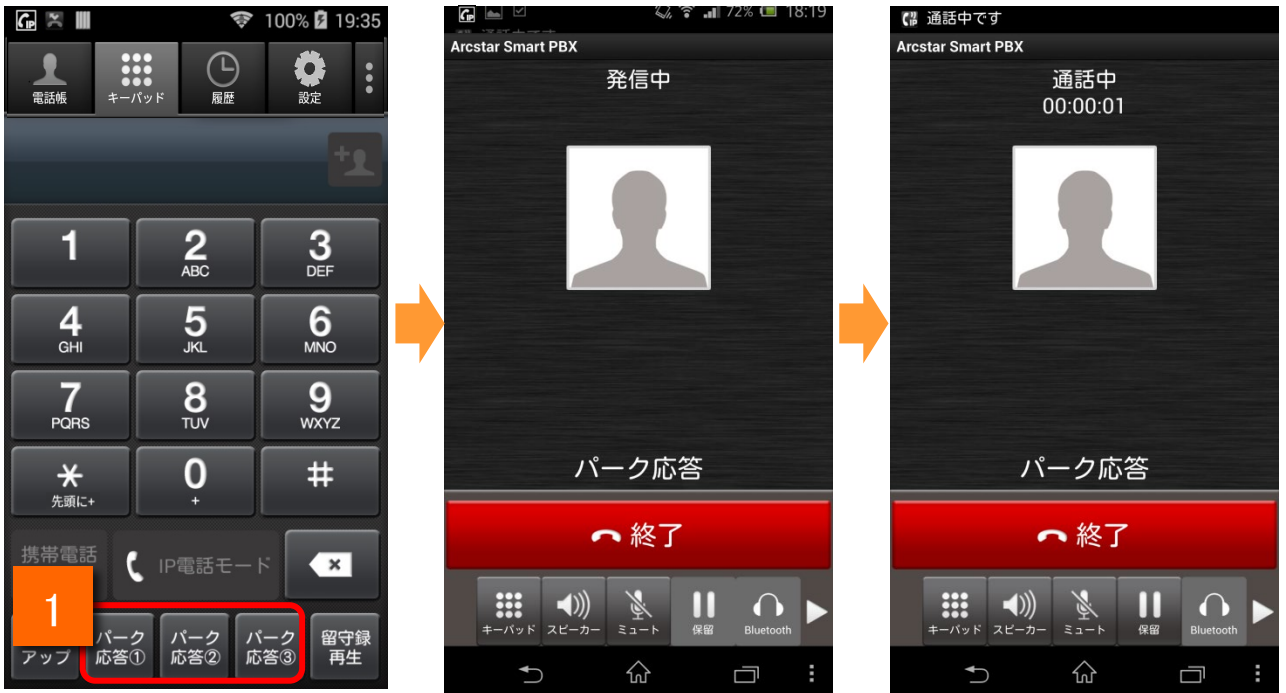 100% 19:35
電話帳
キーパッド
履歴
設定
1
2
ABC
3
DEF
4
GHI
5
JKL
6
MNO
7
PQRS
8
TUV
9
WXYZ
*
先頭に+
0
+
#
携帯電話
IP電話モード
1
アップ
パーク
応答①
パーク
応答②
パーク
応答③
留守録
再生
72% 18:19
Arcstar Smart PBX
発信中
パーク応答
終了
キーパッド
スピーカー
ミュート
保留
Bluetooth
通話中です
Arcstar Smart PBX
通話中
00:00:01
パーク応答
終了
キーパッド
スピーカー
ミュート
保留
Bluetooth